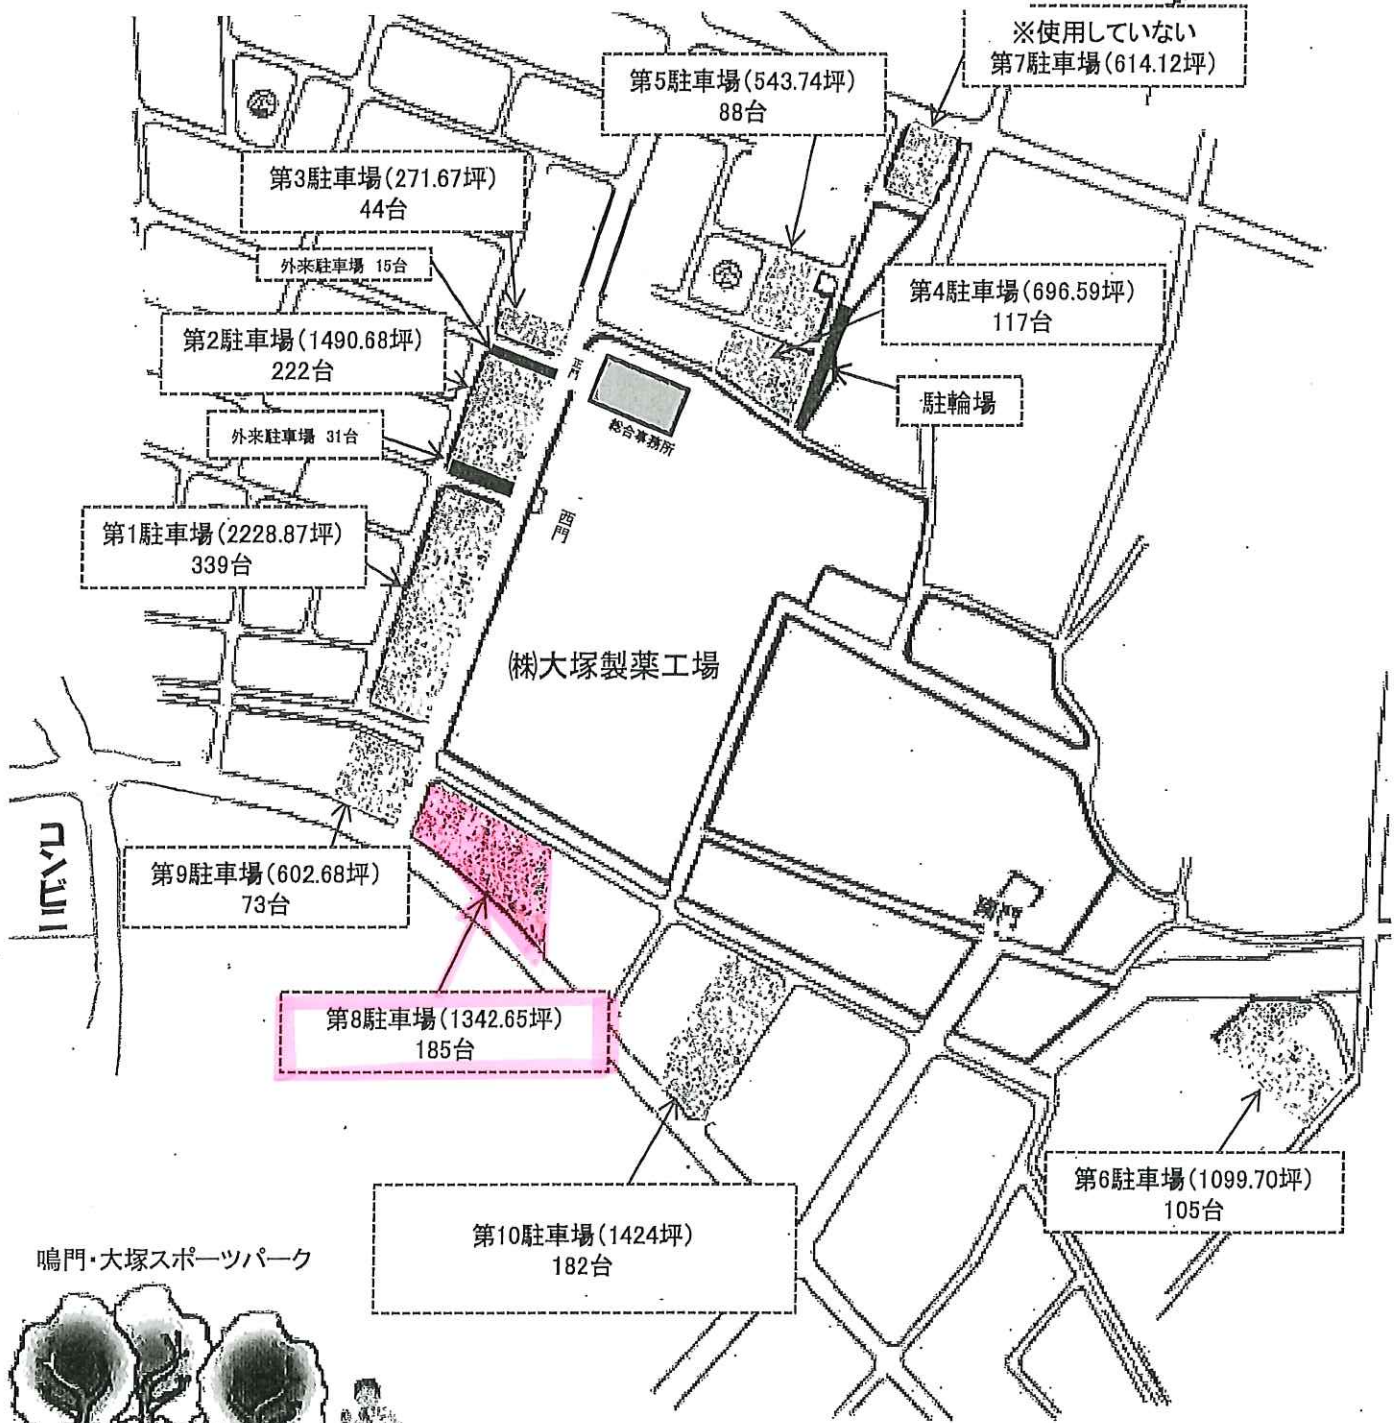 ※使用していない
第7駐車場(614.12坪)
第5駐車場(543.74坪)
88台
第3駐車場(271.67坪)
44台
外来駐車場 15台
第4駐車場(696.59坪)
117台
第2駐車場(1490.68坪)
222台
正門
駐輪場
総合事務所
外来駐車場 31台
西門
第1駐車場(2228.87坪)
339台
㈱大塚製薬工場
コンビニ
第9駐車場(602.68坪)
73台
第8駐車場(1342.65坪)
185台
第6駐車場(1099.70坪)
105台
第10駐車場(1424坪)
182台
鳴門・大塚スポーツパーク